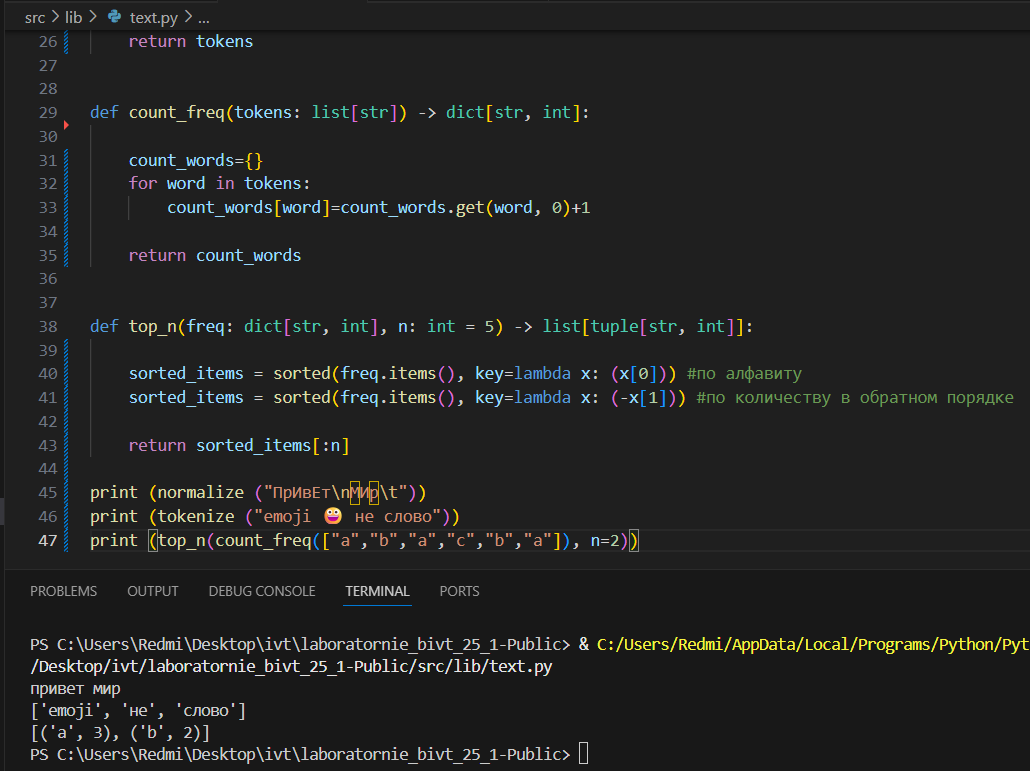 src > lib > text.py > ...
26 return tokens
27
28
29 def count_freq(tokens: list[str]) -> dict[str, int]:
30
31 count_words={}
32 for word in tokens:
33 count_words[word]=count_words.get(word, 0)+1
34
35 return count_words
36
37
38 def top_n(freq: dict[str, int], n: int = 5) -> list[tuple[str, int]]:
39
40 sorted_items = sorted(freq.items(), key=lambda x: (x[0])) #по алфавиту
41 sorted_items = sorted(freq.items(), key=lambda x: (-x[1])) #по количеству в обратном порядке
42
43 return sorted_items[:n]
44
45 print (normalize ("ПрИвЕт\nМИр\t"))
46 print (tokenize ("emoji 😀 не слово"))
47 print (top_n(count_freq(["a","b","a","c","b","a"]), n=2))
PROBLEMS OUTPUT DEBUG CONSOLE TERMINAL PORTS
PS C:\Users\Redmi\Desktop\ivt\laboratornie_bivt_25_1-Public> & C:/Users/Redmi/AppData/Local/Programs/Python/Pyt
/Desktop/ivt/laboratornie_bivt_25_1-Public/src/lib/text.py
привет мир
['emoji', 'не', 'слово']
[('a', 3), ('b', 2)]
PS C:\Users\Redmi\Desktop\ivt\laboratornie_bivt_25_1-Public>